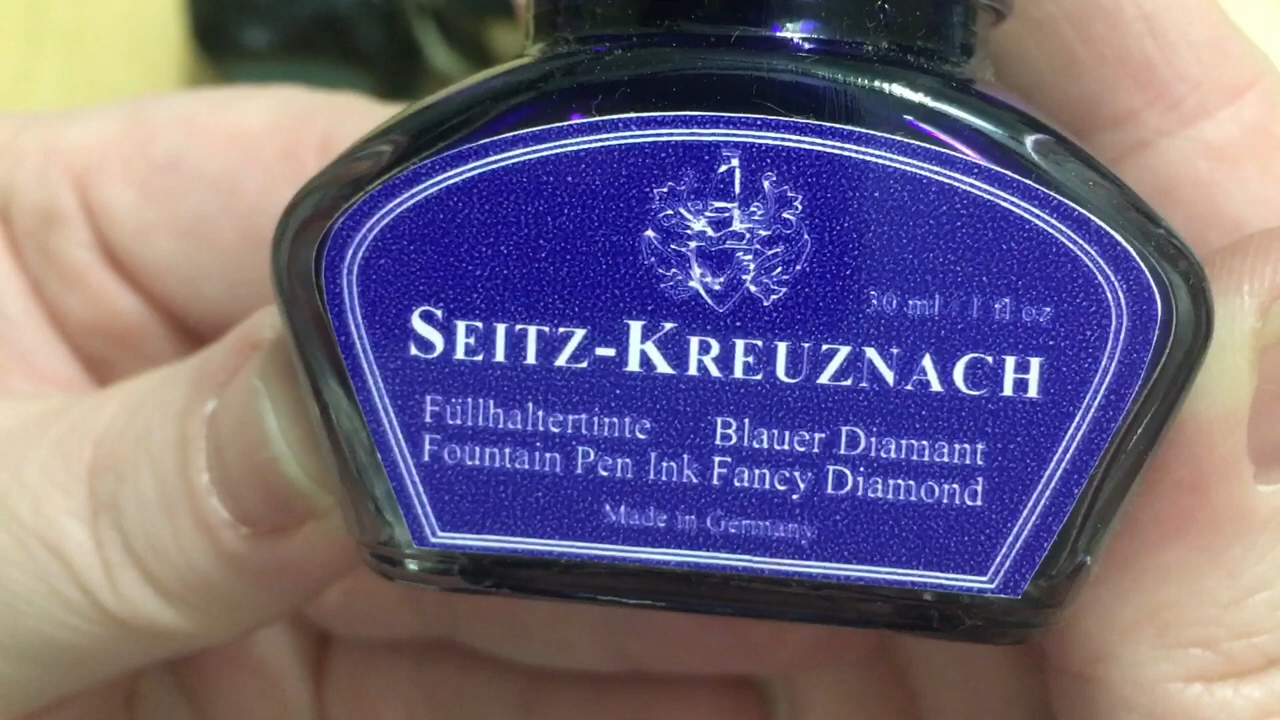 30 ml / 1 fl oz
SEITZ-KREUZNACH
Füllhaltertinte Blauer Diamant
Fountain Pen Ink Fancy Diamond
Made in Germany